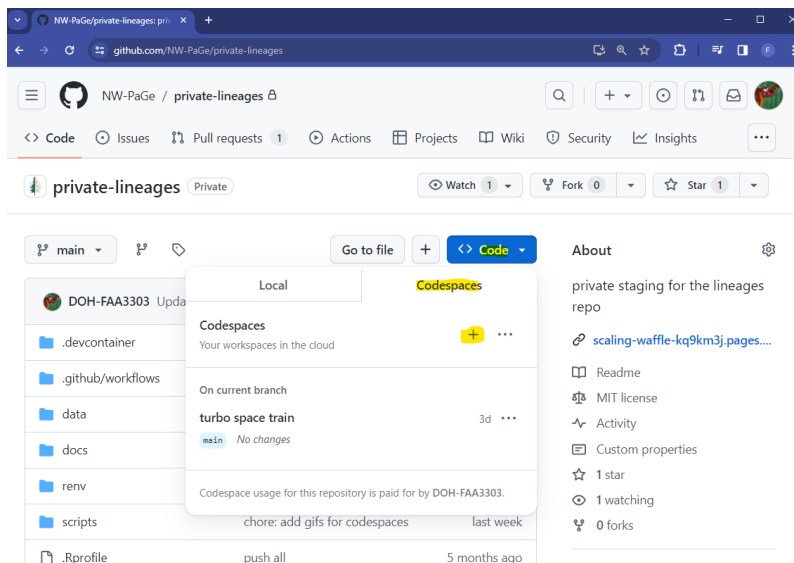 NW-PaGe/private-lineages: priv
github.com/NW-PaGe/private-lineages
F
NW-PaGe / private-lineages
Code Issues Pull requests 1 Actions Projects Wiki Security Insights
private-lineages Private
Watch 1 Fork 0 Star 1
main Go to file + Code
About
Local Codespaces
private staging for the lineages
repo
DOH-FAA3303 Upda
Codespaces
Your workspaces in the cloud
scaling-waffle-kq9km3j.pages....
.devcontainer
Readme
.github/workflows
On current branch
MIT license
data
turbo space train 3d
Activity
main No changes
docs
Custom properties
renv
1 star
Codespace usage for this repository is paid for by DOH-FAA3303.
1 watching
scripts chore: add gifs for codespaces last week
0 forks
.Rprofile push all 5 months ago